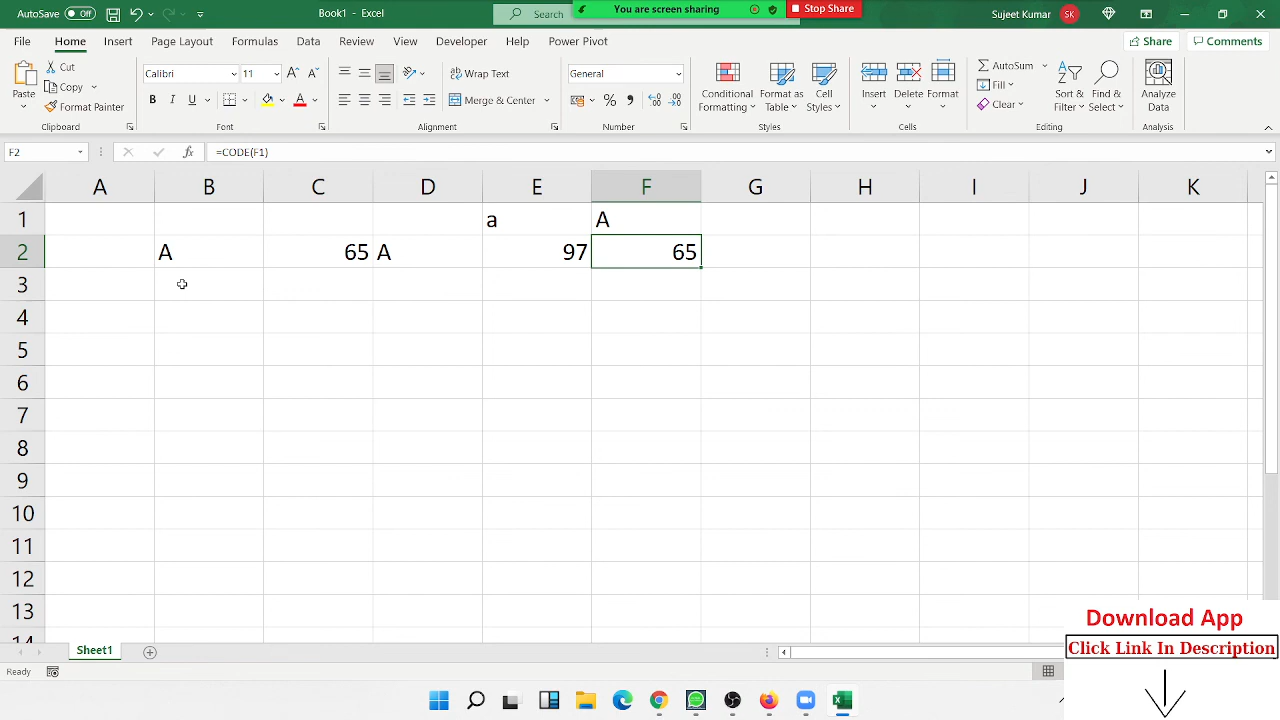 AutoSave Off Book1 - Excel Search You are screen sharing Stop Share Sujeet Kumar SK
File Home Insert Page Layout Formulas Data Review View Developer Help Power Pivot Share Comments
Paste Cut Copy Format Painter Clipboard
Calibri 11 B I U A Font
Wrap Text Merge & Center Alignment
General % , Number
Conditional Formatting Format as Table Cell Styles Styles
Insert Delete Format Cells
AutoSum Fill Clear Sort & Filter Find & Select Editing
Analyze Data Analysis
F2 fx =CODE(F1)
A B C D E F G H I J K
1 a A
2 A 65 A 97 65
3
4
5
6
7
8
9
10
11
12
13
14
Download App
Click Link In Description
Sheet1
Ready